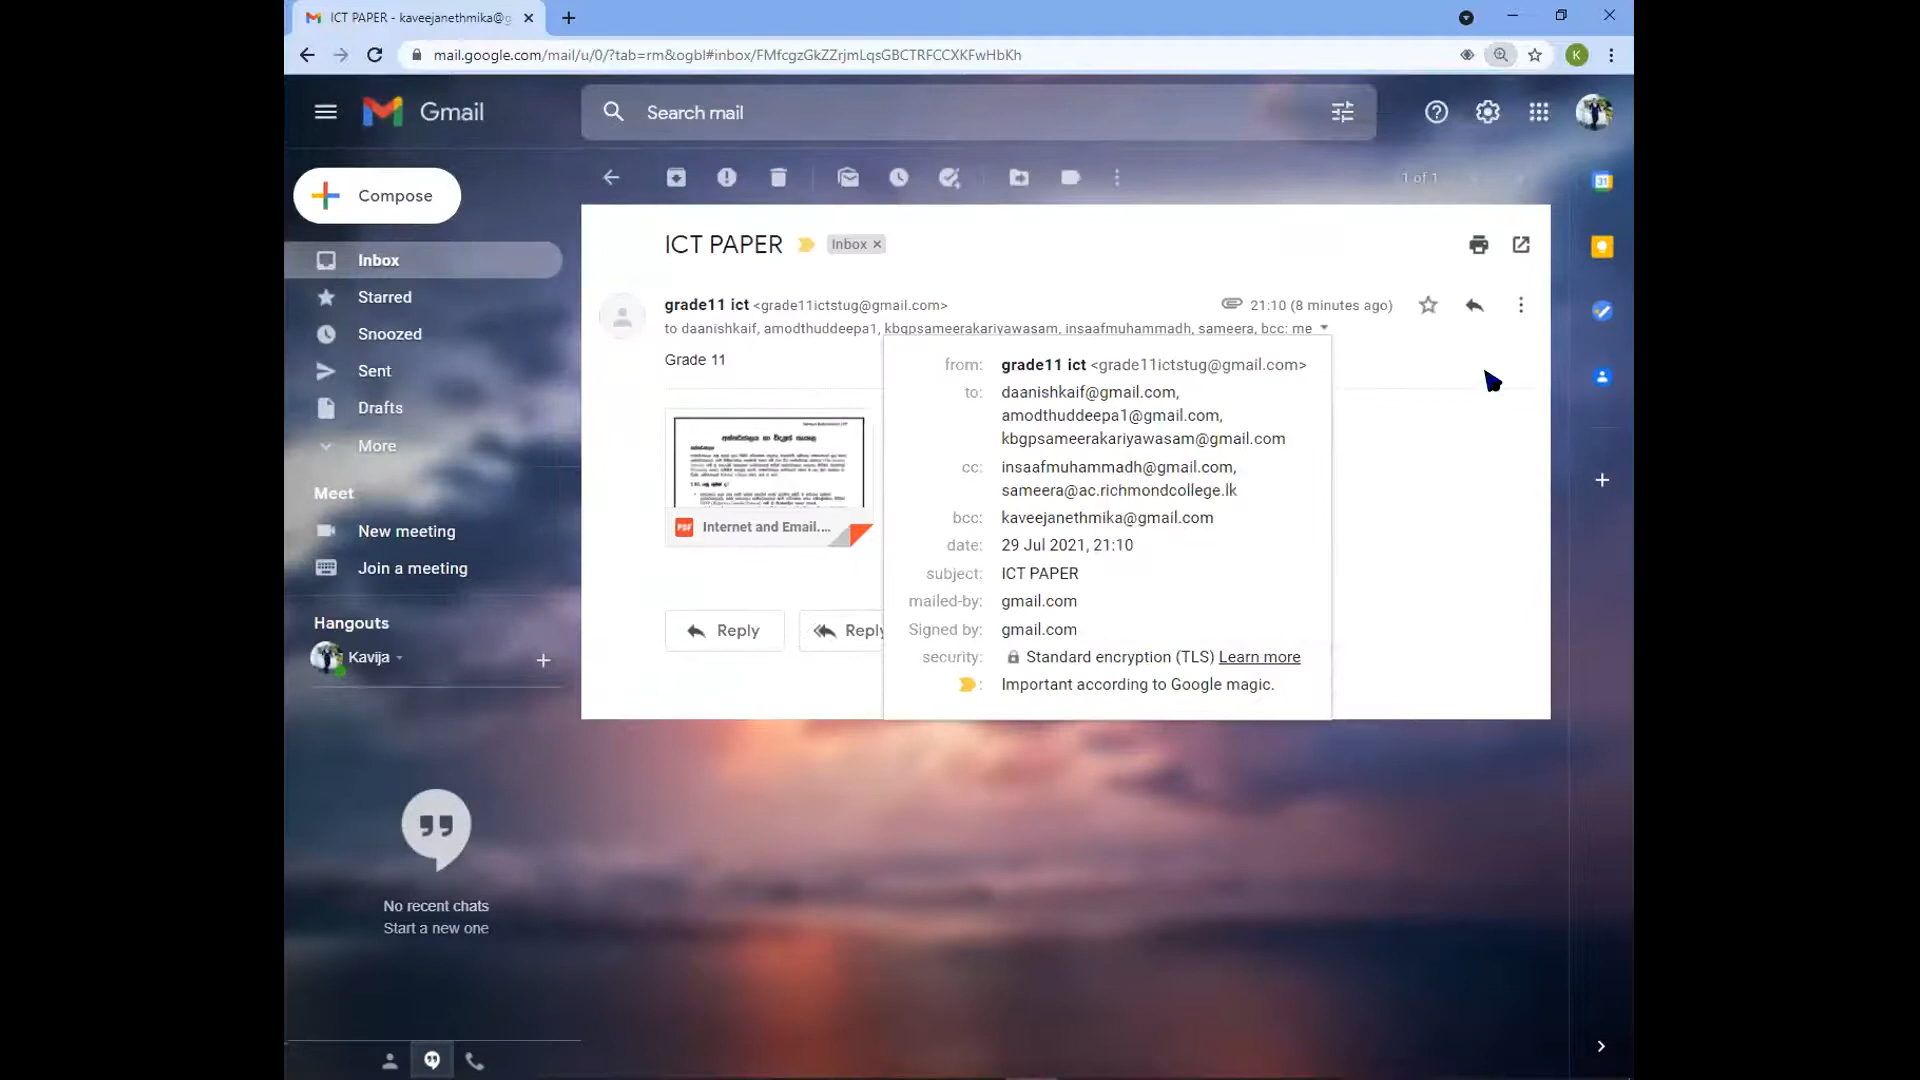 ICT PAPER - kaveejanethmika@g
mail.google.com/mail/u/0/?tab=rm&ogbl#inbox/FMfcgzGkZZrjmLqsGBCTRFCCXKFwHbKh
K
Gmail
Search mail
Compose
1 of 1
31
Inbox
Starred
Snoozed
Sent
Drafts
More
Meet
New meeting
Join a meeting
Hangouts
Kavija
No recent chats
Start a new one
ICT PAPER
Inbox
grade11 ict <grade11ictstug@gmail.com>
21:10 (8 minutes ago)
to daanishkaif, amodthuddeepa1, kbgpsameerakariyawasam, insaafmuhammadh, sameera, bcc: me
Grade 11
අන්තර්ජාලය හා විද්‍යුත් තැපෑල
PDF Internet and Email....
Reply
Reply
from: grade11 ict <grade11ictstug@gmail.com>
to: daanishkaif@gmail.com,
amodthuddeepa1@gmail.com,
kbgpsameerakariyawasam@gmail.com
cc: insaafmuhammadh@gmail.com,
sameera@ac.richmondcollege.lk
bcc: kaveejanethmika@gmail.com
date: 29 Jul 2021, 21:10
subject: ICT PAPER
mailed-by: gmail.com
Signed by: gmail.com
security: Standard encryption (TLS) Learn more
: Important according to Google magic.